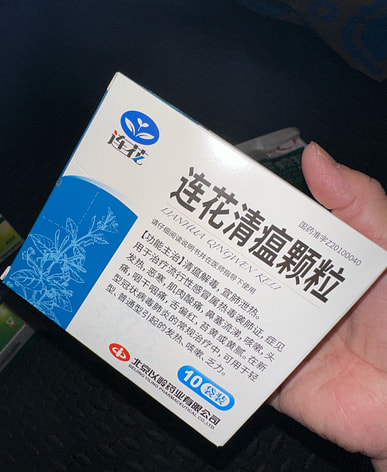 连花
国药准字Z20100040
连花清瘟颗粒
LIANHUA QINGWEN KELI
请仔细阅读说明书并在医师指导下使用
【功能主治】清瘟解毒，宣肺泄热。
用于治疗流行性感冒属热毒袭肺证，症见
发热，恶寒，肌肉酸痛，鼻塞流涕，咳嗽，头
痛，咽干咽痛，舌偏红，苔黄或黄腻。在新
型冠状病毒肺炎的常规治疗中，可用于轻
型、普通型引起的发热、咳嗽、乏力。
10袋装
北京以岭药业有限公司
BEIJING YILING PHARMACEUTICAL CO.,LTD.